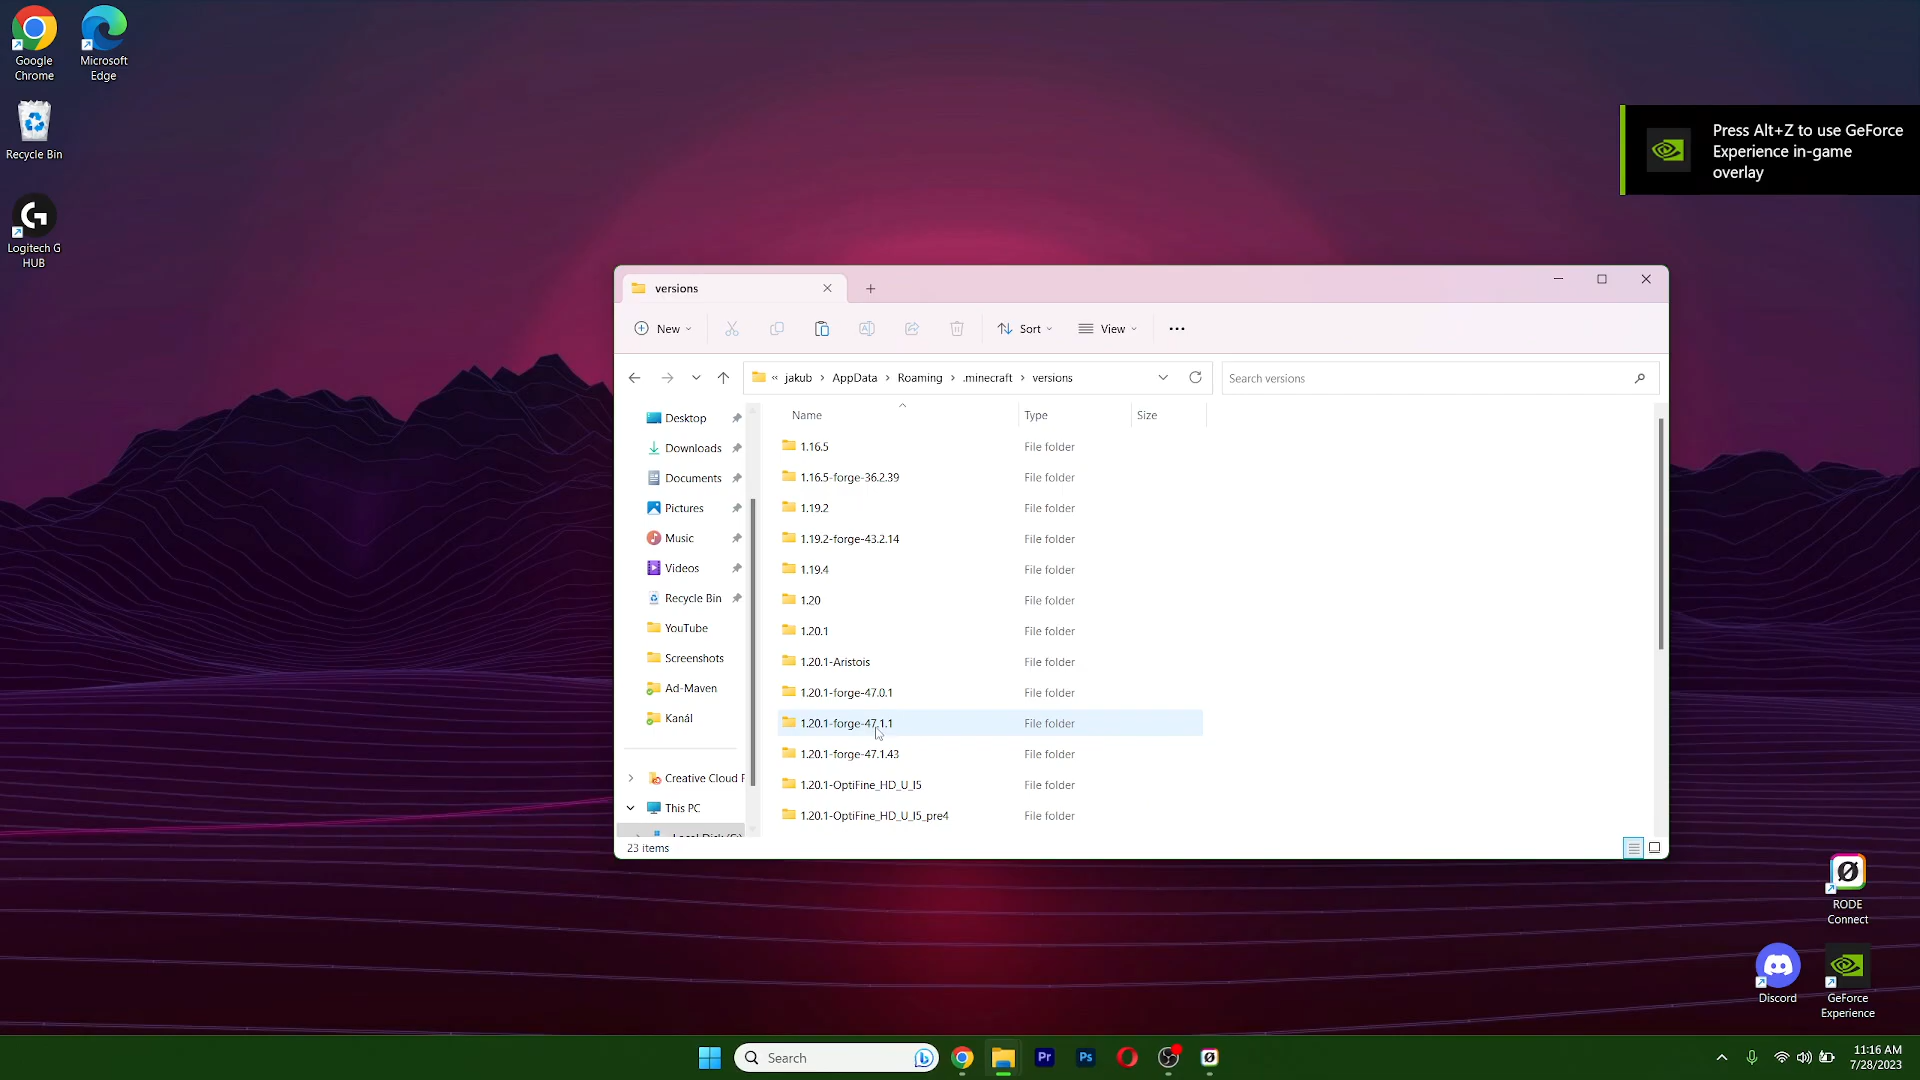 Google
Chrome
Microsoft
Edge
Recycle Bin
Logitech G
HUB
Press Alt+Z to use GeForce
Experience in-game
overlay
versions
New
Sort
View
« jakub › AppData › Roaming › .minecraft › versions
Search versions
Desktop
Downloads
Documents
Pictures
Music
Videos
Recycle Bin
YouTube
Screenshots
Ad-Maven
Kanál
Creative Cloud F
This PC
Name Type Size
1.16.5 File folder
1.16.5-forge-36.2.39 File folder
1.19.2 File folder
1.19.2-forge-43.2.14 File folder
1.19.4 File folder
1.20 File folder
1.20.1 File folder
1.20.1-Aristois File folder
1.20.1-forge-47.0.1 File folder
1.20.1-forge-47.1.1 File folder
1.20.1-forge-47.1.43 File folder
1.20.1-OptiFine_HD_U_I5 File folder
1.20.1-OptiFine_HD_U_I5_pre4 File folder
23 items
RODE
Connect
Discord
GeForce
Experience
Search
Pr
Ps
11:16 AM
7/28/2023